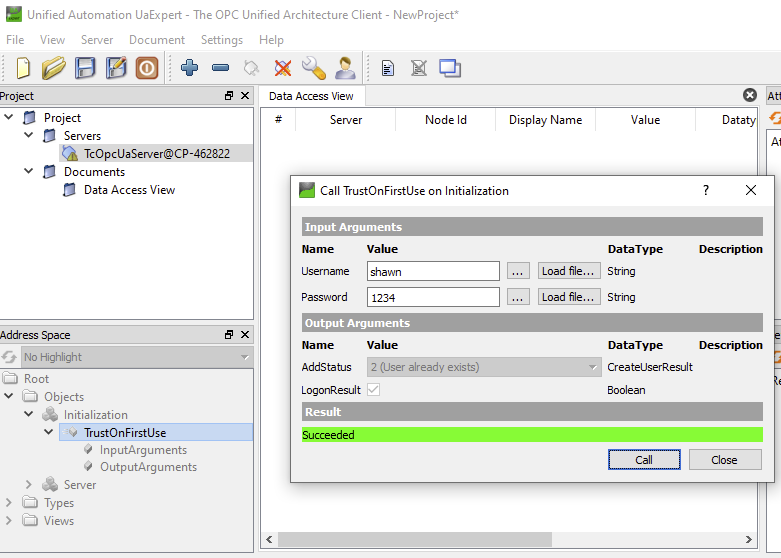 Unified Automation UaExpert - The OPC Unified Architecture Client - NewProject*
File View Server Document Settings Help
Project
Project
Servers
TcOpcUaServer@CP-462822
Documents
Data Access View
Address Space
No Highlight
Root
Objects
Initialization
TrustOnFirstUse
InputArguments
OutputArguments
Server
Types
Views
Data Access View
# Server Node Id Display Name Value Dataty
Att
A
Call TrustOnFirstUse on Initialization ?
Input Arguments
Name Value DataType Description
Username shawn ... Load file... String
Password 1234 ... Load file... String
Output Arguments
Name Value DataType Description
AddStatus 2 (User already exists) CreateUserResult
LogonResult Boolean
Result
Succeeded
Call Close